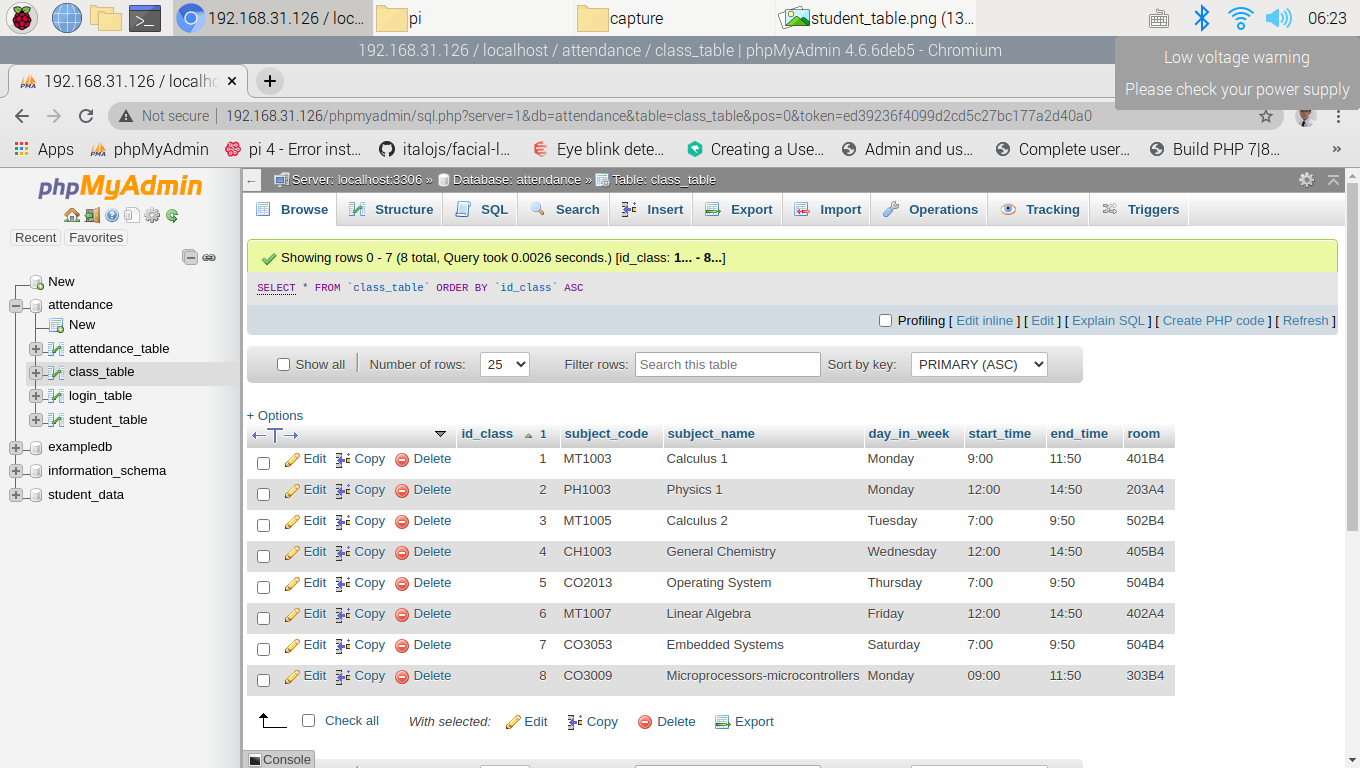 192.168.31.126 / loc... pi capture student_table.png (13... 06:23
192.168.31.126 / localhost / attendance / class_table | phpMyAdmin 4.6.6deb5 - Chromium
Low voltage warning
Please check your power supply
192.168.31.126 / localhc
Not secure 192.168.31.126/phpmyadmin/sql.php?server=1&db=attendance&table=class_table&pos=0&token=ed39236f4099d2cd5c27bc177a2d40a0
Apps phpMyAdmin pi 4 - Error inst... italojs/facial-l... Eye blink dete... Creating a Use... Admin and us... Complete user... Build PHP 7|8... »
phpMyAdmin
Recent Favorites
New
attendance
New
attendance_table
class_table
login_table
student_table
exampledb
information_schema
student_data
Server: localhost:3306 » Database: attendance » Table: class_table
Browse Structure SQL Search Insert Export Import Operations Tracking Triggers
Showing rows 0 - 7 (8 total, Query took 0.0026 seconds.) [id_class: 1... - 8...]
SELECT * FROM `class_table` ORDER BY `id_class` ASC
Profiling [ Edit inline ] [ Edit ] [ Explain SQL ] [ Create PHP code ] [ Refresh ]
Show all Number of rows: 25 Filter rows: Search this table Sort by key: PRIMARY (ASC)
+ Options
id_class 1 subject_code subject_name day_in_week start_time end_time room
Edit Copy Delete 1 MT1003 Calculus 1 Monday 9:00 11:50 401B4
Edit Copy Delete 2 PH1003 Physics 1 Monday 12:00 14:50 203A4
Edit Copy Delete 3 MT1005 Calculus 2 Tuesday 7:00 9:50 502B4
Edit Copy Delete 4 CH1003 General Chemistry Wednesday 12:00 14:50 405B4
Edit Copy Delete 5 CO2013 Operating System Thursday 7:00 9:50 504B4
Edit Copy Delete 6 MT1007 Linear Algebra Friday 12:00 14:50 402A4
Edit Copy Delete 7 CO3053 Embedded Systems Saturday 7:00 9:50 504B4
Edit Copy Delete 8 CO3009 Microprocessors-microcontrollers Monday 09:00 11:50 303B4
Check all With selected: Edit Copy Delete Export
Console